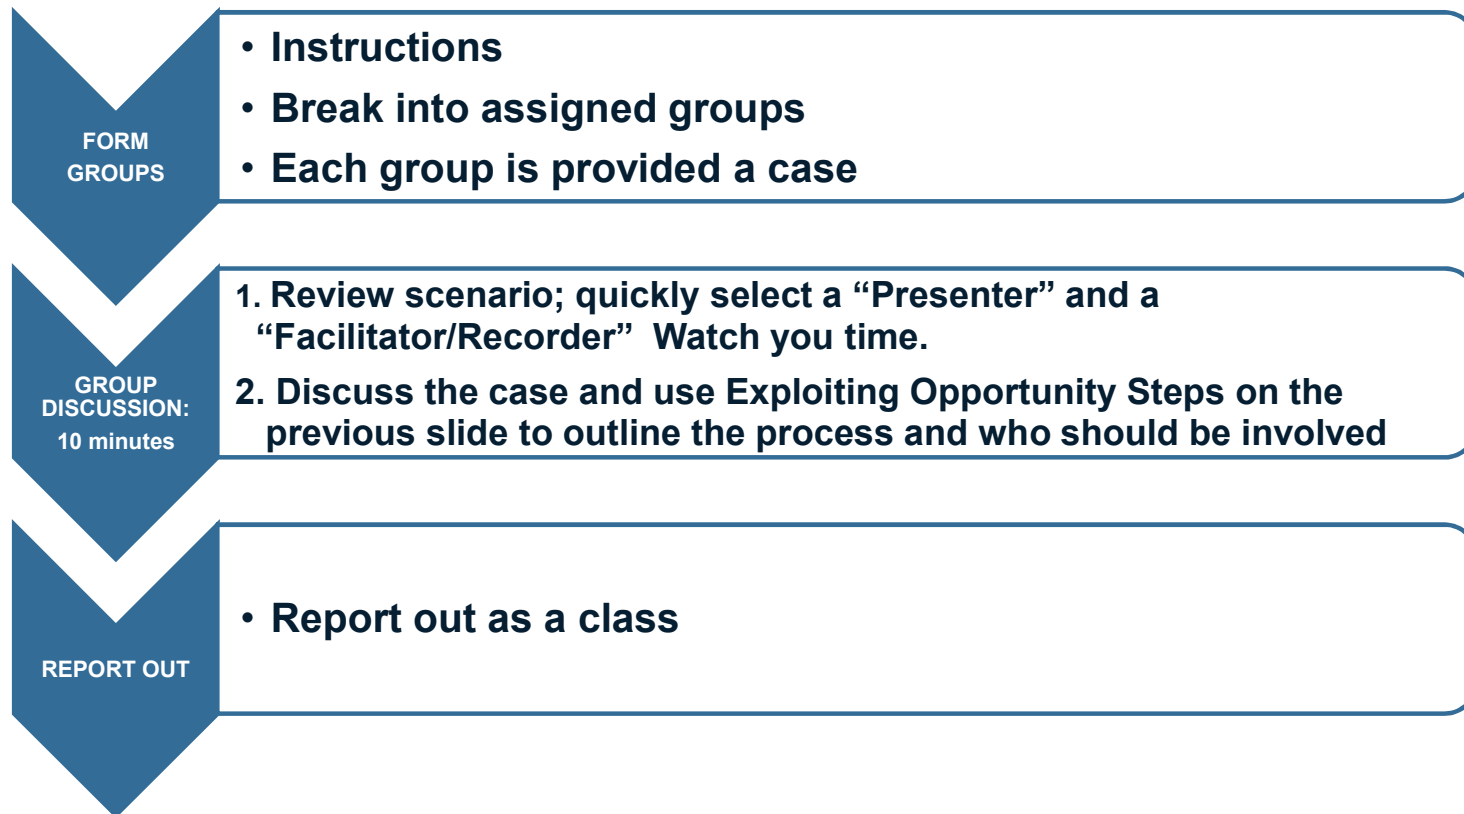 FORM
GROUPS
• Instructions
• Break into assigned groups
• Each group is provided a case
GROUP
DISCUSSION:
10 minutes
1. Review scenario; quickly select a “Presenter” and a
“Facilitator/Recorder”  Watch you time.
2. Discuss the case and use Exploiting Opportunity Steps on the
previous slide to outline the process and who should be involved
REPORT OUT
• Report out as a class